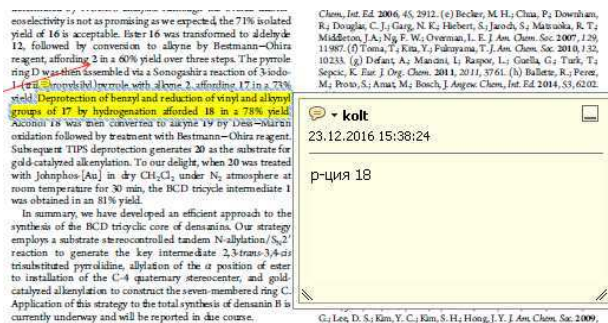 eoselectivity is not as promising as we expected, the 71% isolated
yield of 16 is acceptable. Ester 16 was transformed to aldehyde
12, followed by conversion to alkyne by Bestmann–Ohira
reagent, affording 2 in a 60% yield over three steps. The pyrrole
ring D was then assembled via a Sonogashira reaction of 3-iodo-
1-(triisopropylsilyl)pyrrole with alkyne 2, affording 17 in a 73%
yield. Deprotection of benzyl and reduction of vinyl and alkynyl
groups of 17 by hydrogenation afforded 18 in a 78% yield.
Alcohol 18 was then converted to alkyne 19 by Dess–Martin
oxidation followed by treatment with Bestmann–Ohira reagent.
Subsequent TIPS deprotection generates 20 as the substrate for
gold-catalyzed alkenylation. To our delight, when 20 was treated
with Johnphos-[Au] in dry CH₂Cl₂ under N₂ atmosphere at
room temperature for 30 min, the BCD tricycle intermediate 1
was obtained in an 81% yield.
In summary, we have developed an efficient approach to the
synthesis of the BCD tricyclic core of densanins. Our strategy
employs a substrate stereocontrolled tandem N-allylation/SN2′
reaction to generate the key intermediate 2,3-trans-3,4-cis
trisubstituted pyrrolidine, allylation of the α position of ester
to installation of the C-4 quaternary stereocenter, and gold-
catalyzed alkenylation to construct the seven-membered ring C.
Application of this strategy to the total synthesis of densanin B is
currently underway and will be reported in due course.
Chem., Int. Ed. 2006, 45, 2912. (e) Becker, M. H.; Chua, P.; Downham,
R.; Douglas, C. J.; Garg, N. K.; Hiebert, S.; Jaroch, S.; Matsuoka, R. T.;
Middleton, J. A.; Ng, F. W.; Overman, L. E. J. Am. Chem. Soc. 2007, 129,
11987. (f) Toma, T.; Kita, Y.; Fukuyama, T. J. Am. Chem. Soc. 2010, 132,
10233. (g) Defant, A.; Mancini, I.; Raspor, L.; Guella, G.; Turk, T.;
Sepcic, K. Eur. J. Org. Chem. 2011, 2011, 3761. (h) Ballette, R.; Perez,
M.; Proto, S.; Amat, M.; Bosch, J. Angew. Chem., Int. Ed. 2014, 53, 6202.
kolt
23.12.2016 15:38:24
р-ция 18
G.; Lee, D. S.; Kim, Y. C.; Kim, S. H.; Hong, J. Y. J. Am. Chem. Soc. 2009,